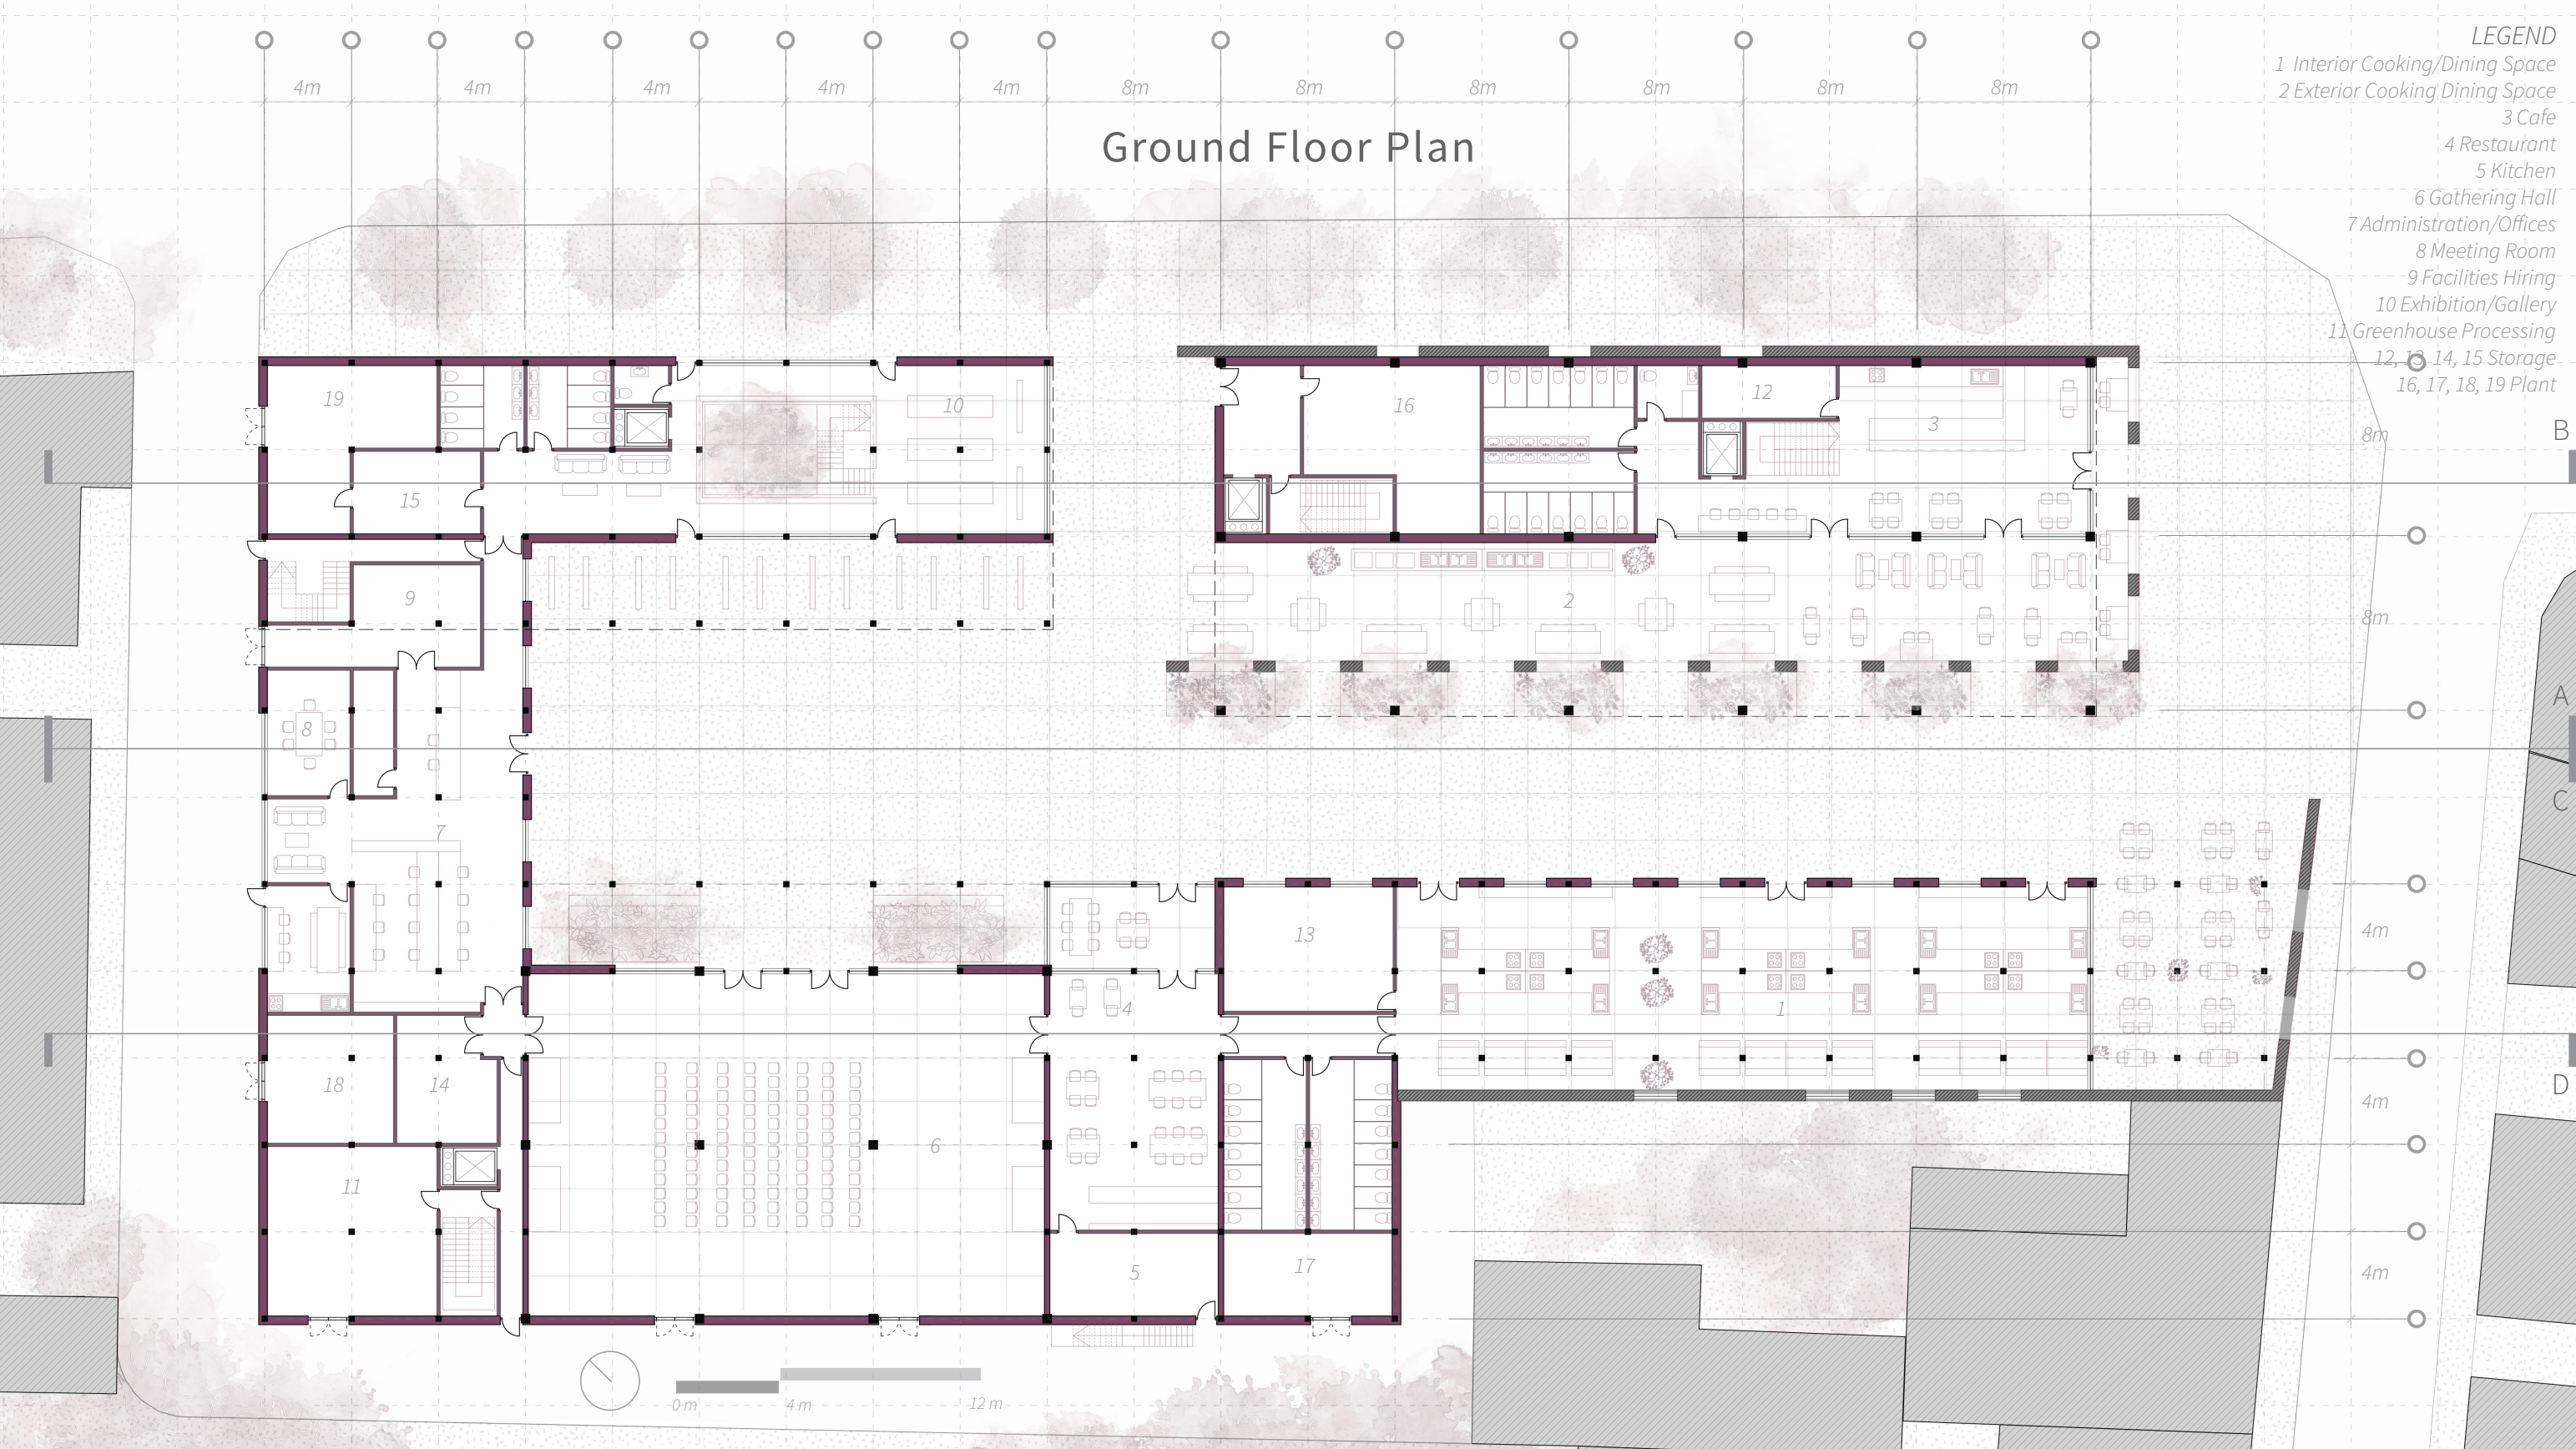 LEGEND
1 Interior Cooking/Dining Space
2 Exterior Cooking Dining Space
3 Cafe
4 Restaurant
5 Kitchen
6 Gathering Hall
7 Administration/Offices
8 Meeting Room
9 Facilities Hiring
10 Exhibition/Gallery
11 Greenhouse Processing
12, 13, 14, 15 Storage
16, 17, 18, 19 Plant
4m 4m 4m 4m 4m 8m 8m 8m 8m 8m 8m
Ground Floor Plan
19 10 16 12 3
8m B
15
9 2 8m
A
8
C
7
13 4m
4 1
18 14 D
4m
6
11
5 17 4m
0 m 4 m 12 m